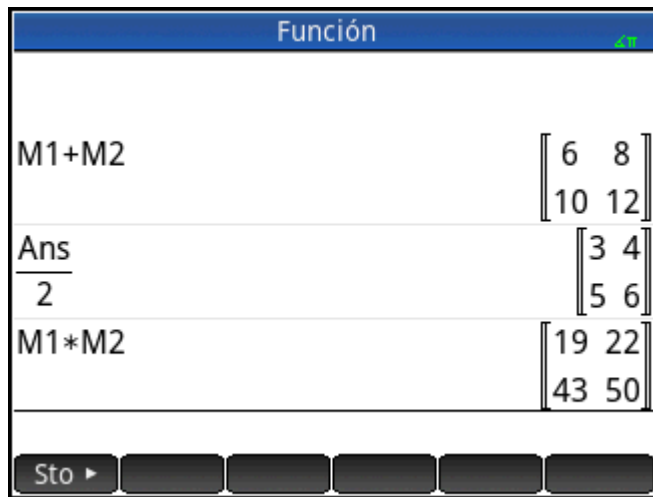 Función
∡π
M1+M2
[6 8
10 12]
Ans
2
[3 4
5 6]
M1*M2
[19 22
43 50]
Sto ►